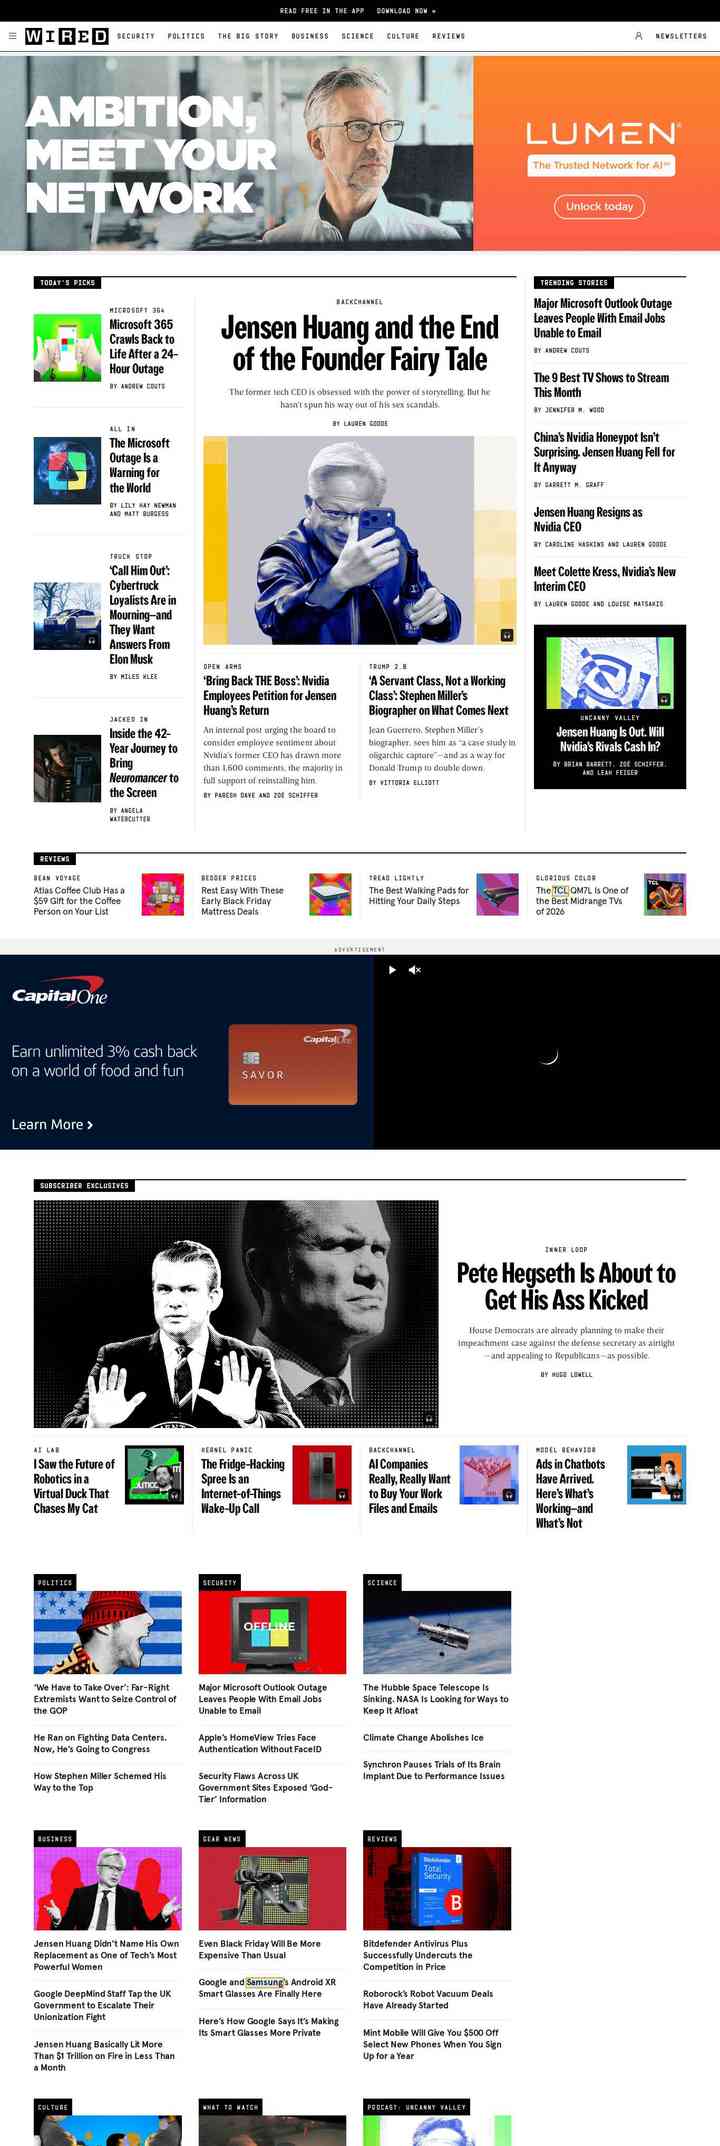 READ FREE IN THE APP DOWNLOAD NOW »
WIRED
SECURITY POLITICS THE BIG STORY BUSINESS SCIENCE CULTURE REVIEWS NEWSLETTERS
AMBITION,
MEET YOUR
NETWORK
LUMEN®
The Trusted Network for AI℠
Unlock today
TODAY'S PICKS
MICROSOFT 364
Microsoft 365
Crawls Back to
Life After a 24-
Hour Outage
BY ANDREW COUTS
ALL IN
The Microsoft
Outage Is a
Warning for
the World
BY LILY HAY NEWMAN
AND MATT BURGESS
TRUCK STOP
‘Call Him Out’:
Cybertruck
Loyalists Are in
Mourning—and
They Want
Answers From
Elon Musk
BY MILES KLEE
JACKED IN
Inside the 42-
Year Journey to
Bring
Neuromancer to
the Screen
BY ANGELA
WATERCUTTER
BACKCHANNEL
Jensen Huang and the End
of the Founder Fairy Tale
The former tech CEO is obsessed with the power of storytelling. But he
hasn't spun his way out of his sex scandals.
BY LAUREN GOODE
OPEN ARMS
‘Bring Back THE Boss’: Nvidia
Employees Petition for Jensen
Huang's Return
An internal post urging the board to
consider employee sentiment about
Nvidia's former CEO has drawn more
than 1,600 comments, the majority in
full support of reinstalling him.
BY PARESH DAVE AND ZOË SCHIFFER
TRUMP 2.0
‘A Servant Class, Not a Working
Class’: Stephen Miller's
Biographer on What Comes Next
Jean Guerrero, Stephen Miller's
biographer, sees him as “a case study in
oligarchic capture”—and as a way for
Donald Trump to double down.
BY VITTORIA ELLIOTT
TRENDING STORIES
Major Microsoft Outlook Outage
Leaves People With Email Jobs
Unable to Email
BY ANDREW COUTS
The 9 Best TV Shows to Stream
This Month
BY JENNIFER M. WOOD
China's Nvidia Honeypot Isn't
Surprising. Jensen Huang Fell for
It Anyway
BY GARRETT M. GRAFF
Jensen Huang Resigns as
Nvidia CEO
BY CAROLINE HASKINS AND LAUREN GOODE
Meet Colette Kress, Nvidia's New
Interim CEO
BY LAUREN GOODE AND LOUISE MATSAKIS
UNCANNY VALLEY
Jensen Huang Is Out. Will
Nvidia's Rivals Cash In?
BY BRIAN BARRETT, ZOË SCHIFFER,
AND LEAH FEIGER
REVIEWS
BEAN VOYAGE
Atlas Coffee Club Has a
$59 Gift for the Coffee
Person on Your List
BEDDER PRICES
Rest Easy With These
Early Black Friday
Mattress Deals
TREAD LIGHTLY
The Best Walking Pads for
Hitting Your Daily Steps
GLORIOUS COLOR
The TCL QM7L Is One of
the Best Midrange TVs
of 2026
TCL
ADVERTISEMENT
CapitalOne
Earn unlimited 3% cash back
on a world of food and fun
Learn More
CapitalOne
SAVOR
SUBSCRIBER EXCLUSIVES
INNER LOOP
Pete Hegseth Is About to
Get His Ass Kicked
House Democrats are already planning to make their
impeachment case against the defense secretary as airtight
—and appealing to Republicans—as possible.
BY HUGO LOWELL
AI LAB
I Saw the Future of
Robotics in a
Virtual Duck That
Chases My Cat
KERNEL PANIC
The Fridge-Hacking
Spree Is an
Internet-of-Things
Wake-Up Call
BACKCHANNEL
AI Companies
Really, Really Want
to Buy Your Work
Files and Emails
MODEL BEHAVIOR
Ads in Chatbots
Have Arrived.
Here's What's
Working—and
What's Not
POLITICS
‘We Have to Take Over’: Far-Right
Extremists Want to Seize Control of
the GOP
He Ran on Fighting Data Centers.
Now, He's Going to Congress
How Stephen Miller Schemed His
Way to the Top
SECURITY
OFFLINE
Major Microsoft Outlook Outage
Leaves People With Email Jobs
Unable to Email
Apple's HomeView Tries Face
Authentication Without FaceID
Security Flaws Across UK
Government Sites Exposed ‘God-
Tier’ Information
SCIENCE
The Hubble Space Telescope Is
Sinking. NASA Is Looking for Ways to
Keep It Afloat
Climate Change Abolishes Ice
Synchron Pauses Trials of Its Brain
Implant Due to Performance Issues
BUSINESS
Jensen Huang Didn't Name His Own
Replacement as One of Tech's Most
Powerful Women
Google DeepMind Staff Tap the UK
Government to Escalate Their
Unionization Fight
Jensen Huang Basically Lit More
Than $1 Trillion on Fire in Less Than
a Month
GEAR NEWS
Even Black Friday Will Be More
Expensive Than Usual
Google and Samsung's Android XR
Smart Glasses Are Finally Here
Here's How Google Says It's Making
Its Smart Glasses More Private
REVIEWS
Bitdefender
Total
Security
B
Bitdefender Antivirus Plus
Successfully Undercuts the
Competition in Price
Roborock's Robot Vacuum Deals
Have Already Started
Mint Mobile Will Give You $500 Off
Select New Phones When You Sign
Up for a Year
CULTURE
WHAT TO WATCH
PODCAST: UNCANNY VALLEY